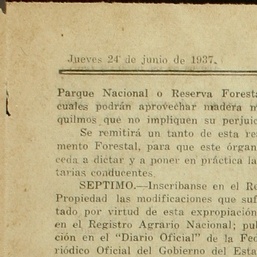 Jueves 24 de junio de 1937.
Parque Nacional o Reserva Foresta
cuales podrán aprovechar madera m
quilmos que no impliquen su perjuic
Se remitirá un tanto de esta re
mento Forestal, para que este órgan
ceda a dictar y a poner en práctica la
tarias conducentes.
SEPTIMO.—Inscríbanse en el Re
Propiedad las modificaciones que suf
tado por virtud de esta expropiación
en el Registro Agrario Nacional; pub
ción en el "Diario Oficial" de la Fed
riódico Oficial del Gobierno del Esta